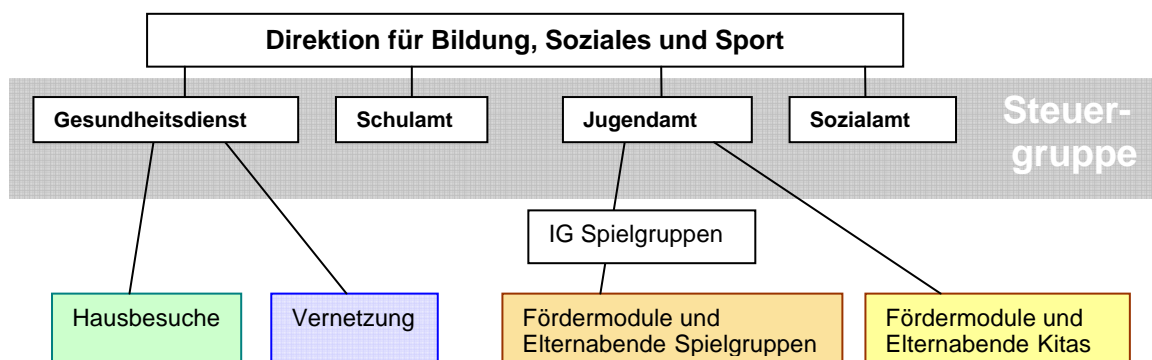 Direktion für Bildung, Soziales und Sport
Gesundheitsdienst
Schulamt
Jugendamt
Sozialamt
Steuer-
gruppe
IG Spielgruppen
Hausbesuche
Vernetzung
Fördermodule und
Elternabende Spielgruppen
Fördermodule und
Elternabende Kitas